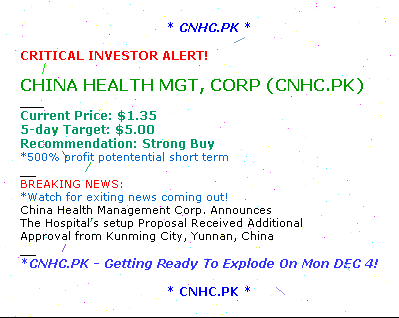 * CNHC.PK *
CRITICAL INVESTOR ALERT!
CHINA HEALTH MGT, CORP (CNHC.PK)
Current Price: $1.35
5-day Target: $5.00
Recommendation: Strong Buy
*500% profit potentential short term
BREAKING NEWS:
*Watch for exiting news coming out!
China Health Management Corp. Announces
The Hospital's setup Proposal Received Additional
Approval from Kunming City, Yunnan, China
*CNHC.PK - Getting Ready To Explode On Mon DEC 4!
* CNHC.PK *